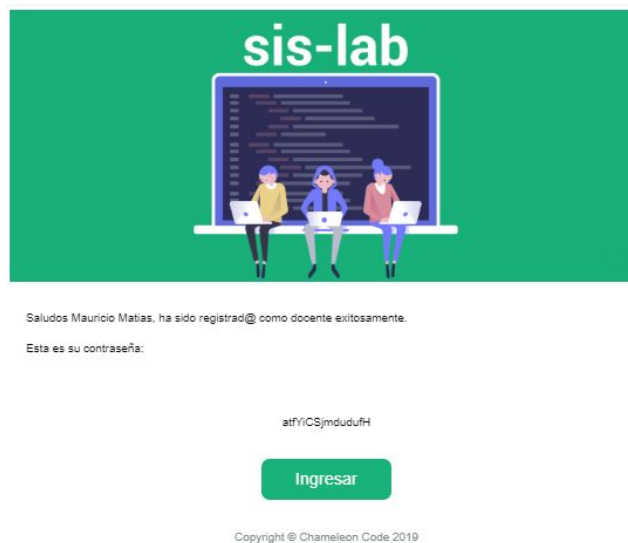 sis-lab
Saludos Mauricio Matias, ha sido registrad@ como docente exitosamente.
Esta es su contraseña:
atfYiCSjmdudufH
Ingresar
Copyright © Chameleon Code 2019